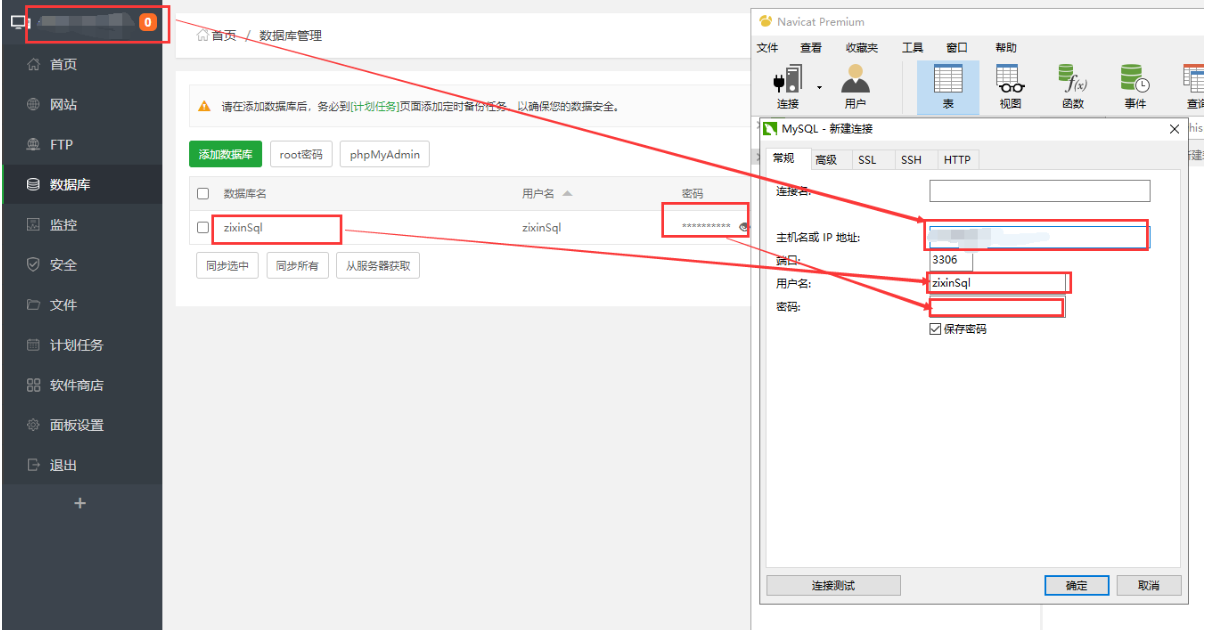 0
首页
网站
FTP
数据库
监控
安全
文件
计划任务
软件商店
面板设置
退出
+
首页 / 数据库管理
请在添加数据库后，务必到[计划任务]页面添加定时备份任务，以确保您的数据安全。
添加数据库 root密码 phpMyAdmin
数据库名 用户名 密码
zixinSql zixinSql **********
同步选中 同步所有 从服务器获取
Navicat Premium
文件 查看 收藏夹 工具 窗口 帮助
f(x)
连接 用户 表 视图 函数 事件
MySQL - 新建连接
常规 高级 SSL SSH HTTP
连接名:
主机名或 IP 地址:
端口: 3306
用户名: zixinSql
密码:
保存密码
连接测试 确定 取消